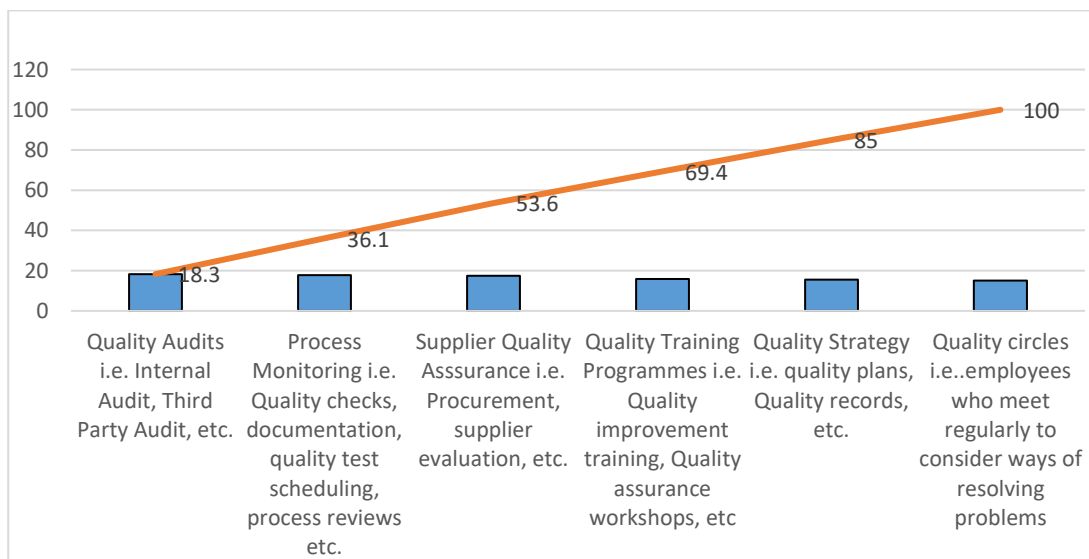 120
100
80
60
40
20
0
18.3
36.1
53.6
69.4
85
100
Quality Audits
i.e. Internal
Audit, Third
Party Audit, etc.
Process
Monitoring i.e.
Quality checks,
documentation,
quality test
scheduling,
process reviews
etc.
Supplier Quality
Asssurance i.e.
Procurement,
supplier
evaluation, etc.
Quality Training
Programmes i.e.
Quality
improvement
training, Quality
assurance
workshops, etc
Quality Strategy
i.e. quality plans,
Quality records,
etc.
Quality circles
i.e..employees
who meet
regularly to
consider ways of
resolving
problems